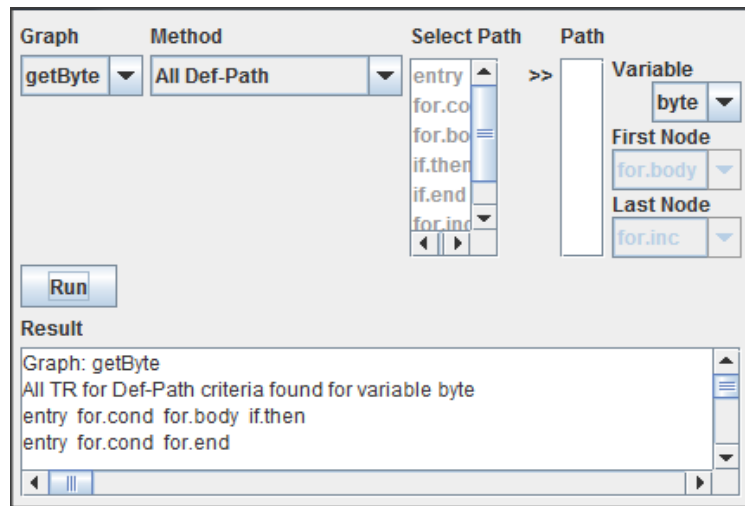 Graph Method Select Path Path
getByte All Def-Path entry >> Variable
for.co byte
for.bo First Node
if.then for.body
if.end Last Node
for.inc for.inc
Run
Result
Graph: getByte
All TR for Def-Path criteria found for variable byte
entry for.cond for.body if.then
entry for.cond for.end